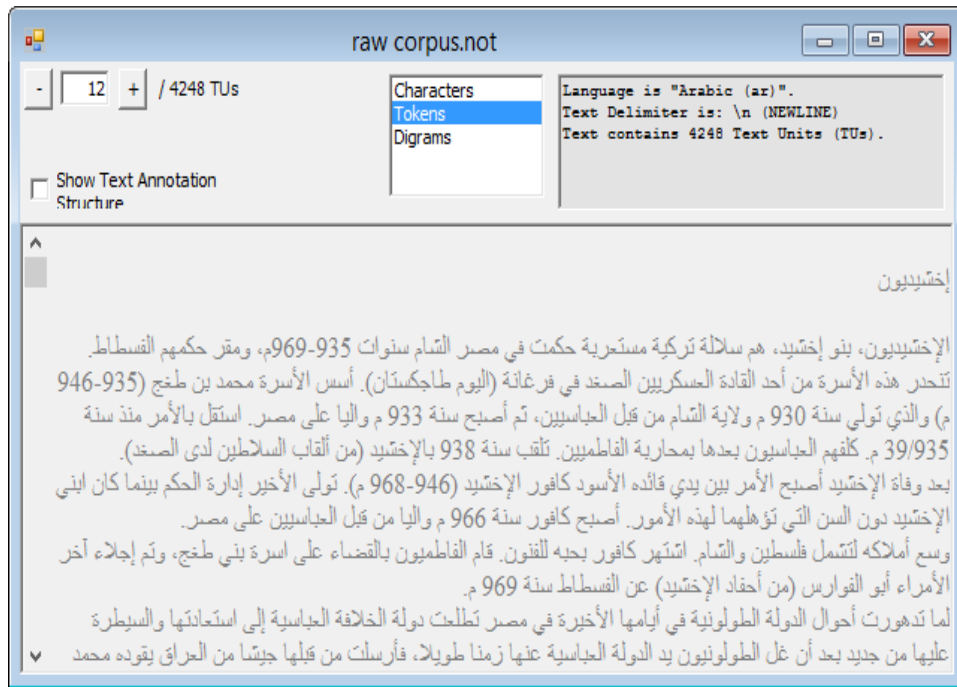 raw corpus.not
- 12 + / 4248 TUs
Show Text Annotation
Structure
Characters
Tokens
Digrams
Language is "Arabic (ar)".
Text Delimiter is: \n (NEWLINE)
Text contains 4248 Text Units (TUs).
إخشيديون
الإخشيديون، بنو إخشيد، هم سلالة تركية مستعربة حكمت في مصر الشام سنوات 935-969م، ومقر حكمهم الفسطاط.
تنحدر هذه الأسرة من أحد القادة العسكريين الصغد في فرغانة (اليوم طاجكستان). أسس الأسرة محمد بن طغج (935-946
م) والذي تولي سنة 930 م ولاية الشام من قبل العباسيين، ثم أصبح سنة 933 م واليا على مصر. استقل بالأمر منذ سنة
39/935 م. كلفهم العباسيون بعدها بمحاربة الفاطميين. تلقب سنة 938 بالإخشيد (من ألقاب السلاطين لدى الصغد).
بعد وفاة الإخشيد أصبح الأمر بين يدي قائده الأسود كافور الإخشيد (946-968 م). تولى الأخير إدارة الحكم بينما كان ابني
الإخشيد دون السن التي تؤهلهما لهذه الأمور. أصبح كافور سنة 966 م واليا من قبل العباسيين على مصر.
وسع أملاكه لتشمل فلسطين والشام. اشتهر كافور بحبه للفنون. قام الفاطميون بالقضاء على اسرة بني طغج، وتم إجلاء آخر
الأمراء أبو الفوارس (من أحفاد الإخشيد) عن الفسطاط سنة 969 م.
لما تدهورت أحوال الدولة الطولونية في أيامها الأخيرة في مصر تطلعت دولة الخلافة العباسية إلى استعادتها والسيطرة
عليها من جديد بعد أن غل الطولونيون يد الدولة العباسية عنها زمنا طويلا، فأرسلت من قبلها جيشا من العراق يقوده محمد